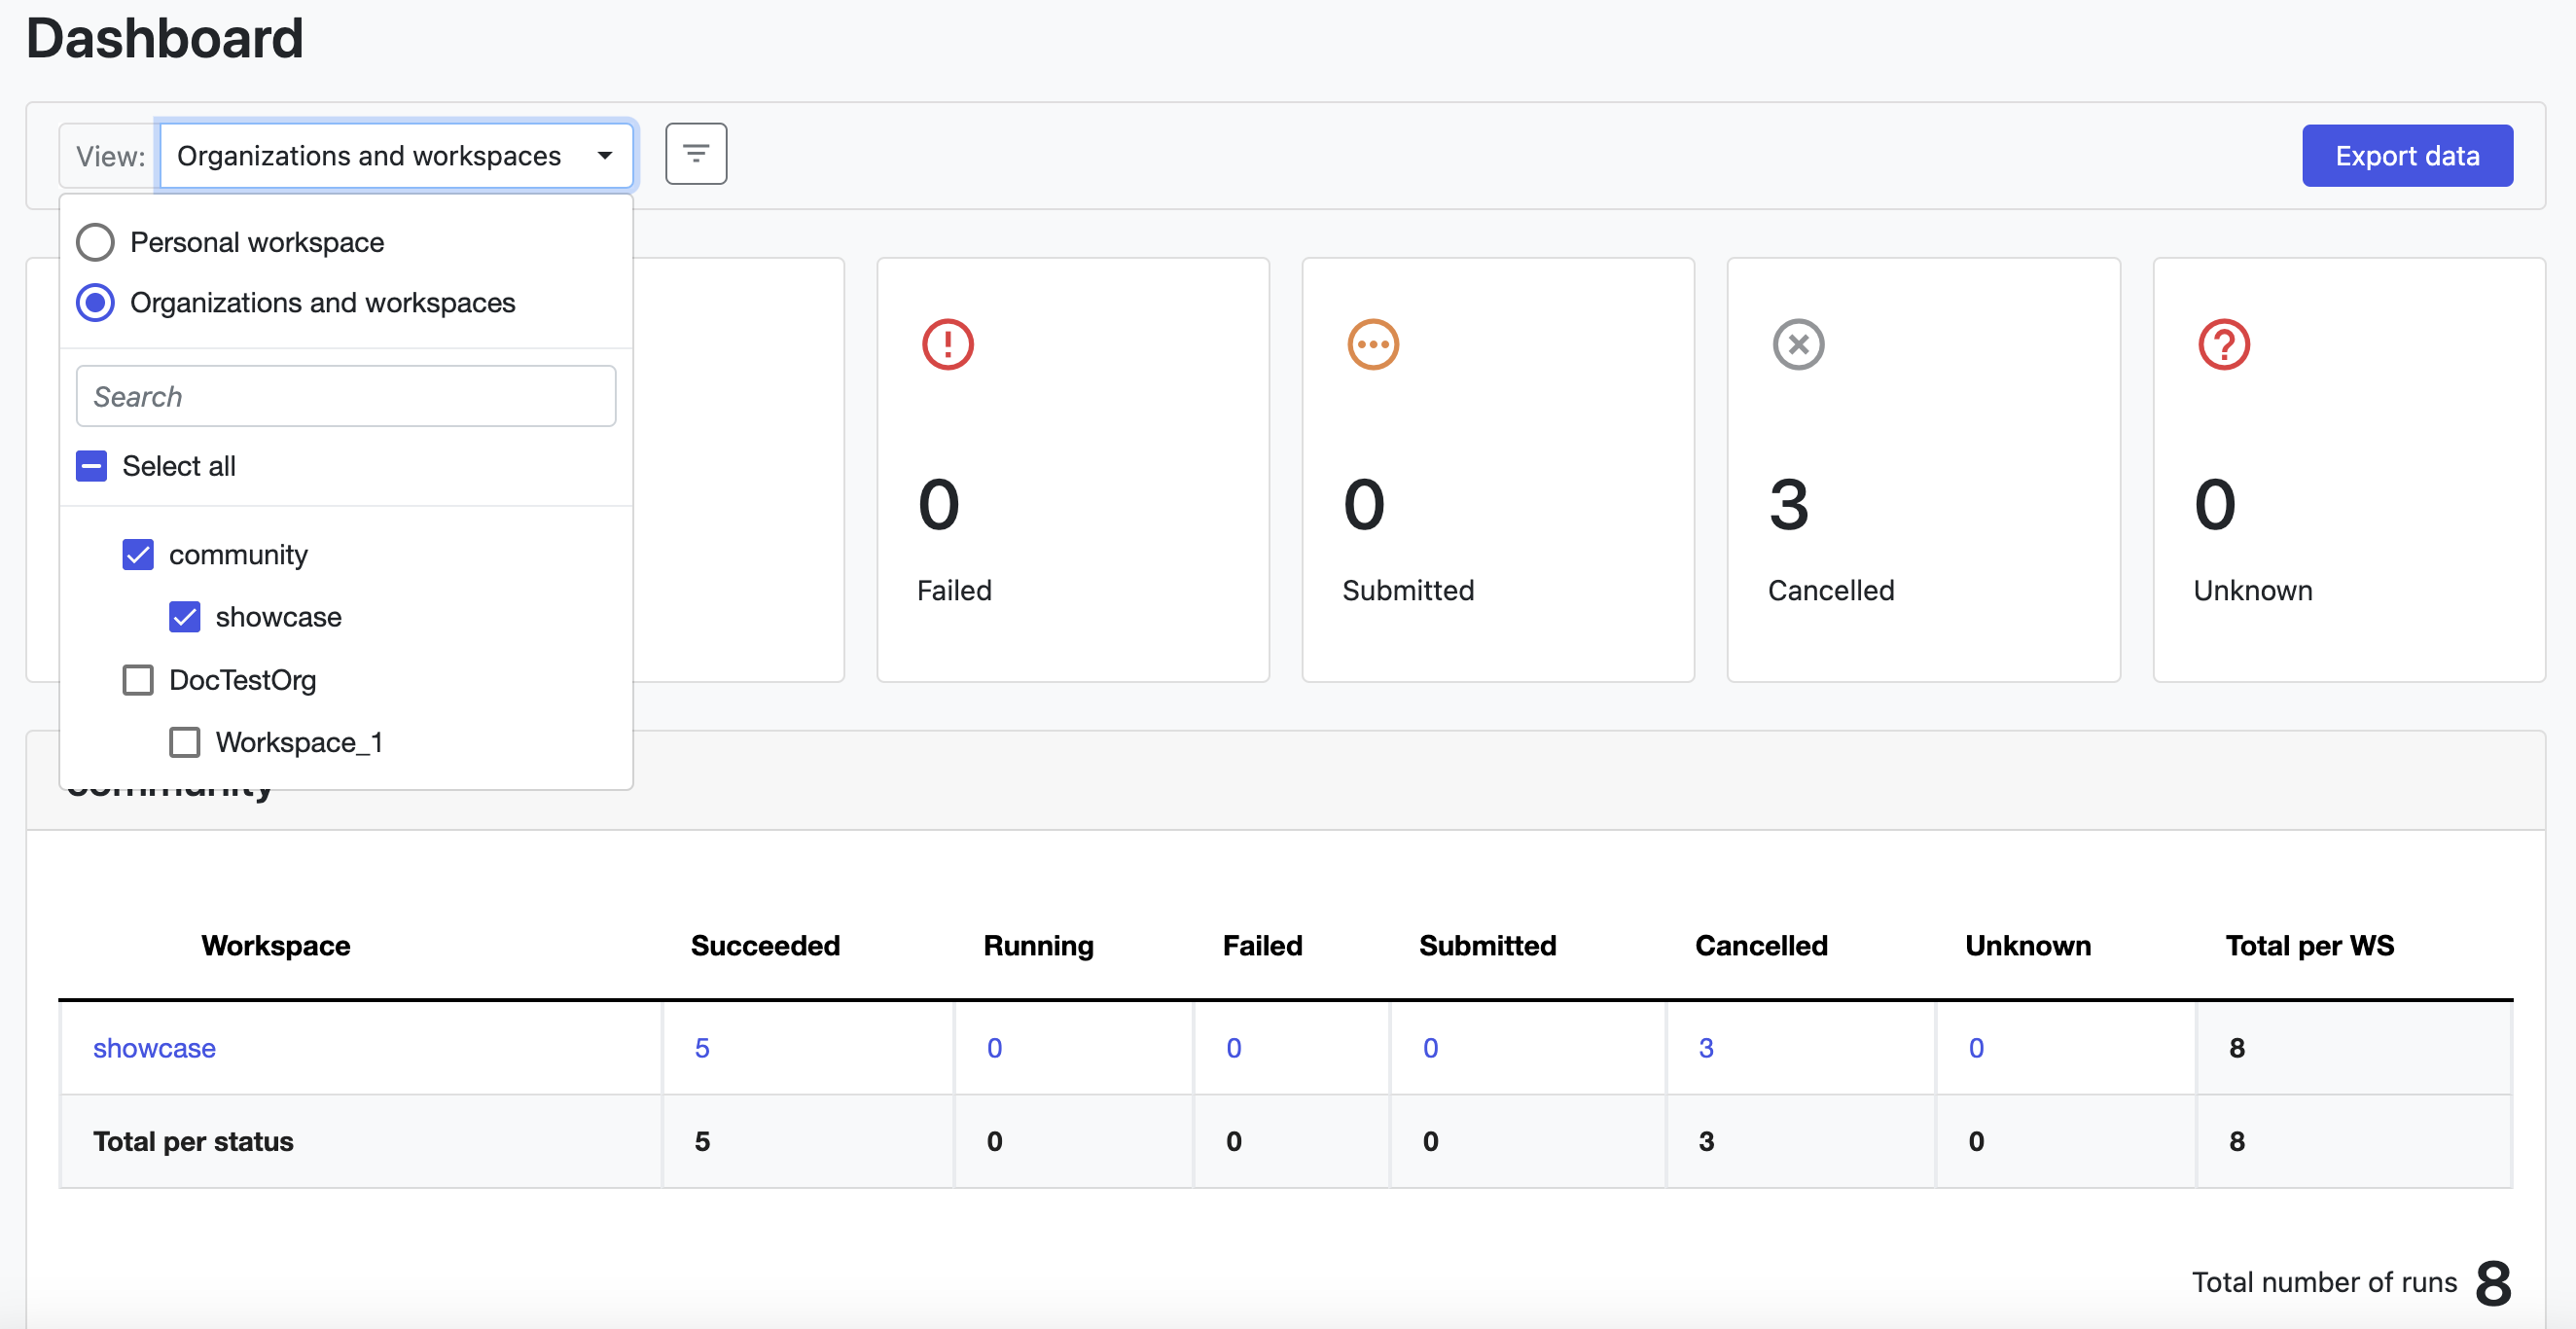 Dashboard
View: Organizations and workspaces
Export data
Personal workspace
Organizations and workspaces
Search
Select all
community
showcase
DocTestOrg
Workspace_1
0
Failed
0
Submitted
3
Cancelled
0
Unknown
community
Workspace Succeeded Running Failed Submitted Cancelled Unknown Total per WS
showcase 5 0 0 0 3 0 8
Total per status 5 0 0 0 3 0 8
Total number of runs 8